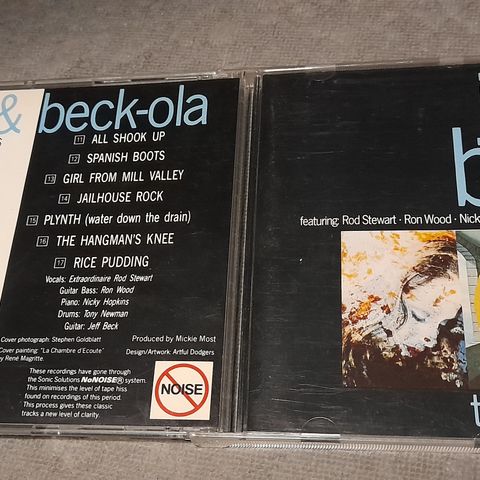 & beck-ola
11 ALL SHOOK UP
12 SPANISH BOOTS
13 GIRL FROM MILL VALLEY
14 JAILHOUSE ROCK
15 PLYNTH (water down the drain)
16 THE HANGMAN'S KNEE
17 RICE PUDDING
Vocals: Extraordinaire Rod Stewart
Guitar Bass: Ron Wood
Piano: Nicky Hopkins
Drums: Tony Newman
Guitar: Jeff Beck
Cover photograph: Stephen Goldblatt
Produced by Mickie Most
Cover painting: 'La Chambre d'Ecoute'
by René Magritte.
Design/Artwork: Artful Dodgers
These recordings have gone through
the Sonic Solutions NoNOISE® system.
This minimises the level of tape hiss
found on recordings of this period.
This process gives these classic
tracks a new level of clarity.
NOISE
b
featuring: Rod Stewart · Ron Wood · Nick
t